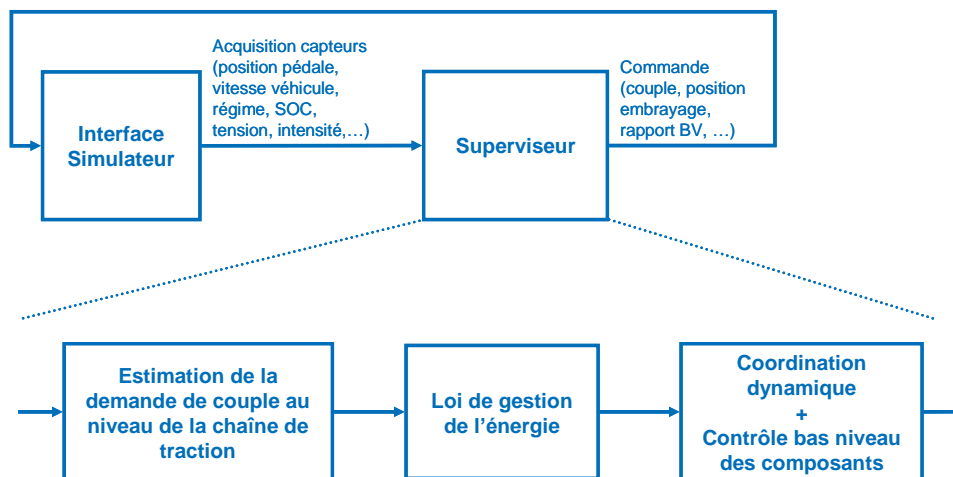 Acquisition capteurs
(position pédale,
vitesse véhicule,
régime, SOC,
tension, intensité,…)
Commande
(couple, position
embrayage,
rapport BV, …)
Interface
Simulateur
Superviseur
Estimation de la
demande de couple au
niveau de la chaîne de
traction
Loi de gestion
de l’énergie
Coordination
dynamique
+
Contrôle bas niveau
des composants